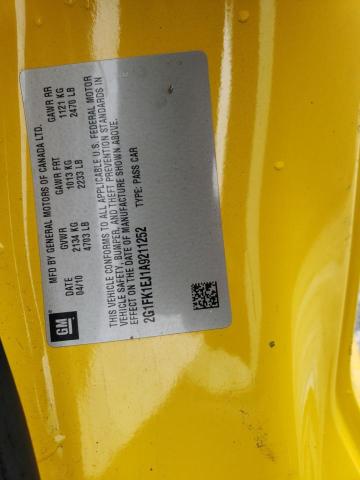 GM
MFD BY GENERAL MOTORS OF CANADA LTD.
DATE GVWR GAWR FRT GAWR RR
04/10 2134 KG 1013 KG 1121 KG
4703 LB 2233 LB 2470 LB
THIS VEHICLE CONFORMS TO ALL APPLICABLE U.S. FEDERAL MOTOR
VEHICLE SAFETY, BUMPER, AND THEFT PREVENTION STANDARDS IN
EFFECT ON THE DATE OF MANUFACTURE SHOWN ABOVE.
2G1FK1EJ1A9211252 TYPE: PASS CAR